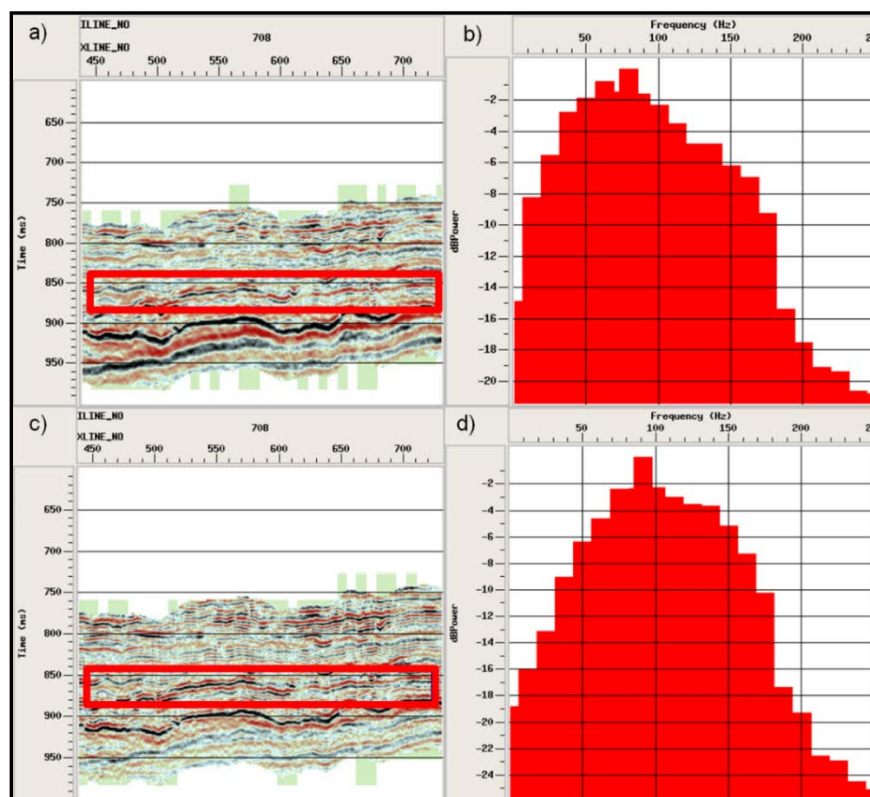 a)
ILINE_NO
708
XLINE_NO
450 500 550 600 650 700
Time (ms)
650
700
750
800
850
900
950
b)
Frequency (Hz)
50 100 150 200
dBPower
-2
-4
-6
-8
-10
-12
-14
-16
-18
-20
c)
ILINE_NO
708
XLINE_NO
450 500 550 600 650 700
Time (ms)
650
700
750
800
850
900
950
d)
Frequency (Hz)
50 100 150 200
dBPower
-2
-4
-6
-8
-10
-12
-14
-16
-18
-20
-22
-24